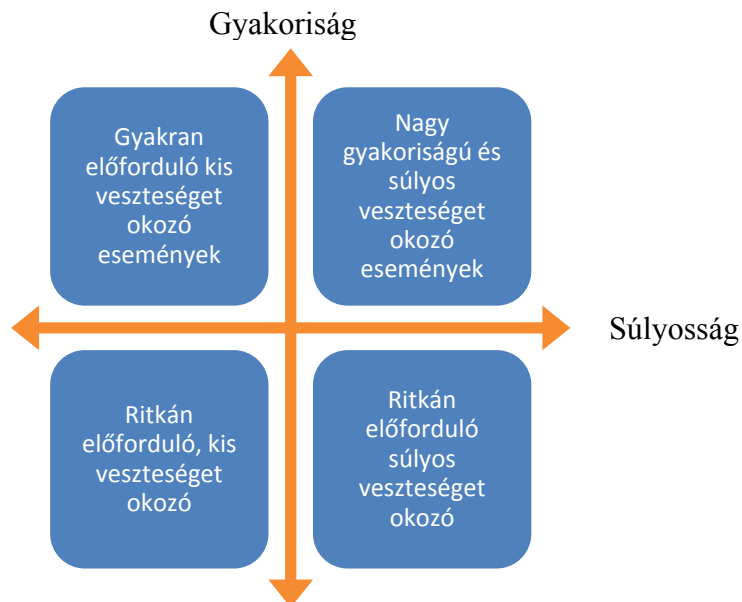 Gyakoriság
Gyakran
előforduló kis
veszteséget
okozó
események
Nagy
gyakoriságú és
súlyos
veszteséget
okozó
események
Súlyosság
Ritkán
előforduló, kis
veszteséget
okozó
Ritkán
előforduló
súlyos
veszteséget
okozó